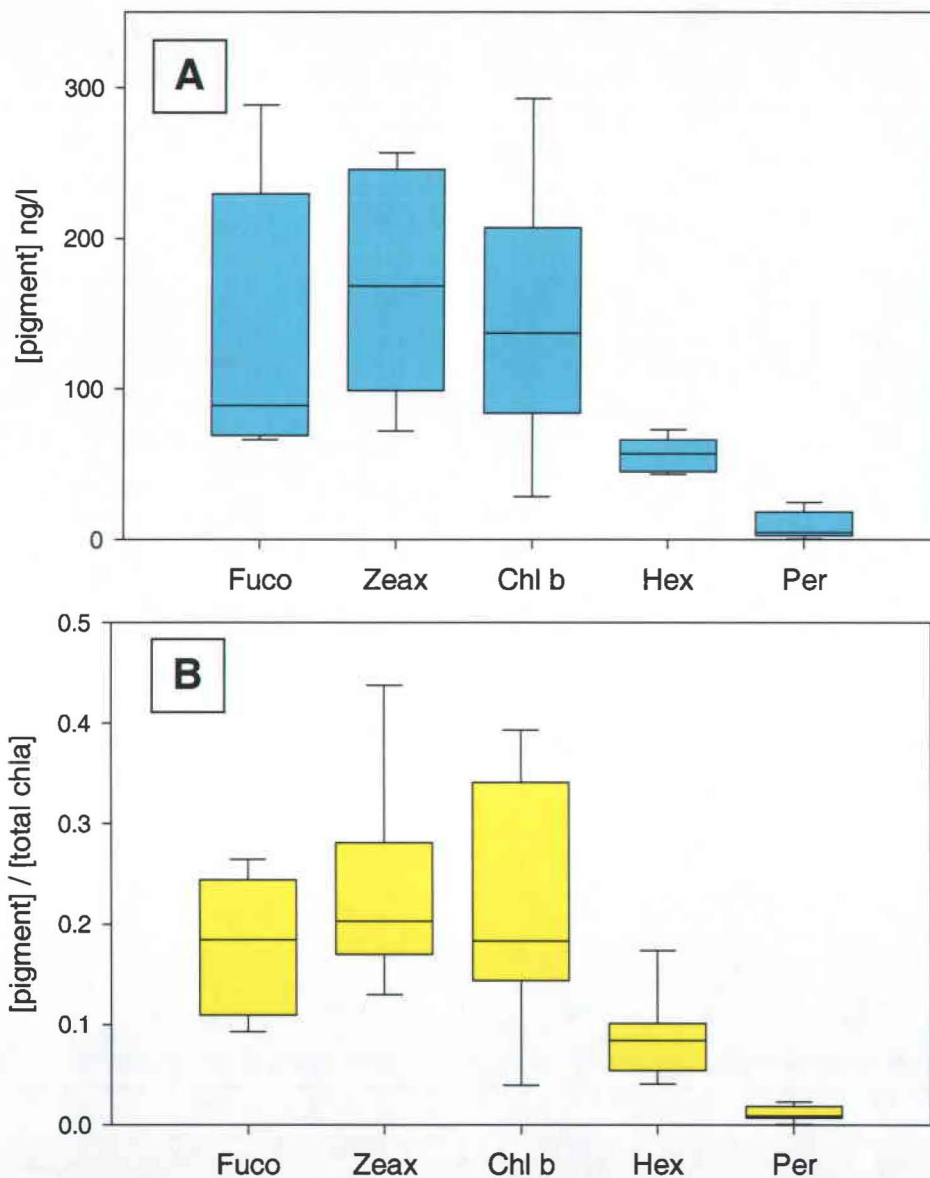 A
[pigment] ng/l
300
200
100
0
Fuco Zeax Chl b Hex Per
B
[pigment] / [total chla]
0.5
0.4
0.3
0.2
0.1
0.0
Fuco Zeax Chl b Hex Per